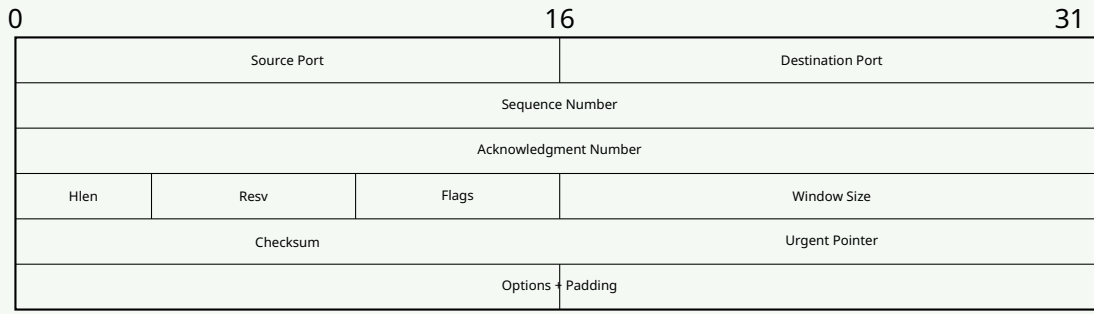 0 16 31
Source Port Destination Port
Sequence Number
Acknowledgment Number
Hlen Resv Flags Window Size
Checksum Urgent Pointer
Options + Padding